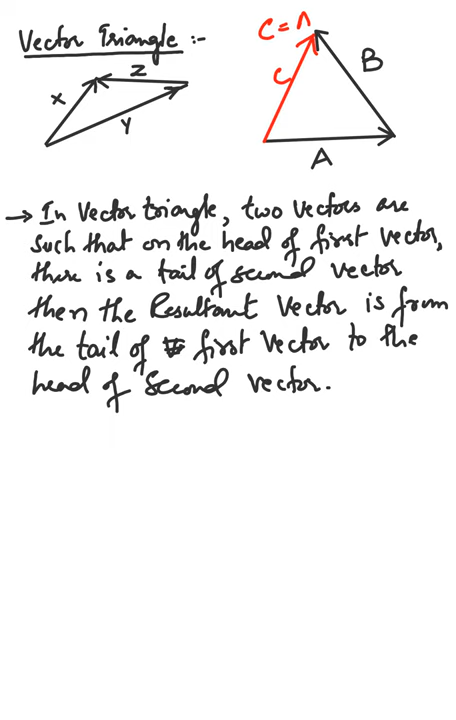 Vector Triangle :-
Z
X
Y
C = A
C
B
A
→ In Vector triangle, two vectors are
such that on the head of first vector,
there is a tail of second vector
then the Resultant Vector is from
the tail of first vector to the
head of second vector.